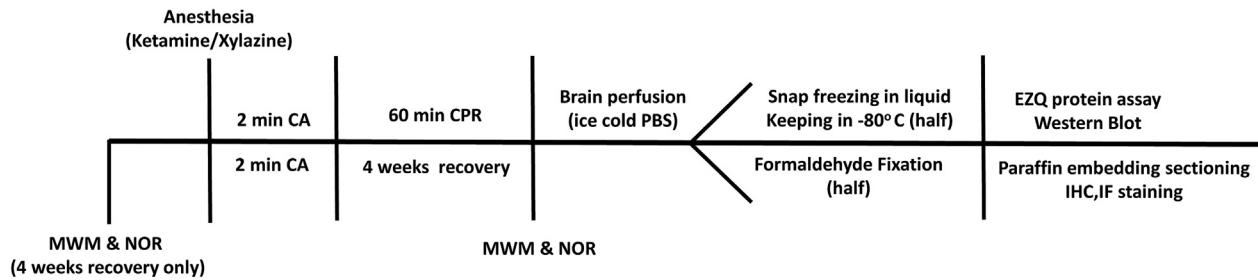 Anesthesia
(Ketamine/Xylazine)
2 min CA
60 min CPR
Brain perfusion
(ice cold PBS)
Snap freezing in liquid
Keeping in -80° C (half)
EZQ protein assay
Western Blot
2 min CA
4 weeks recovery
Formaldehyde Fixation
(half)
Paraffin embedding sectioning
IHC,IF staining
MWM & NOR
(4 weeks recovery only)
MWM & NOR